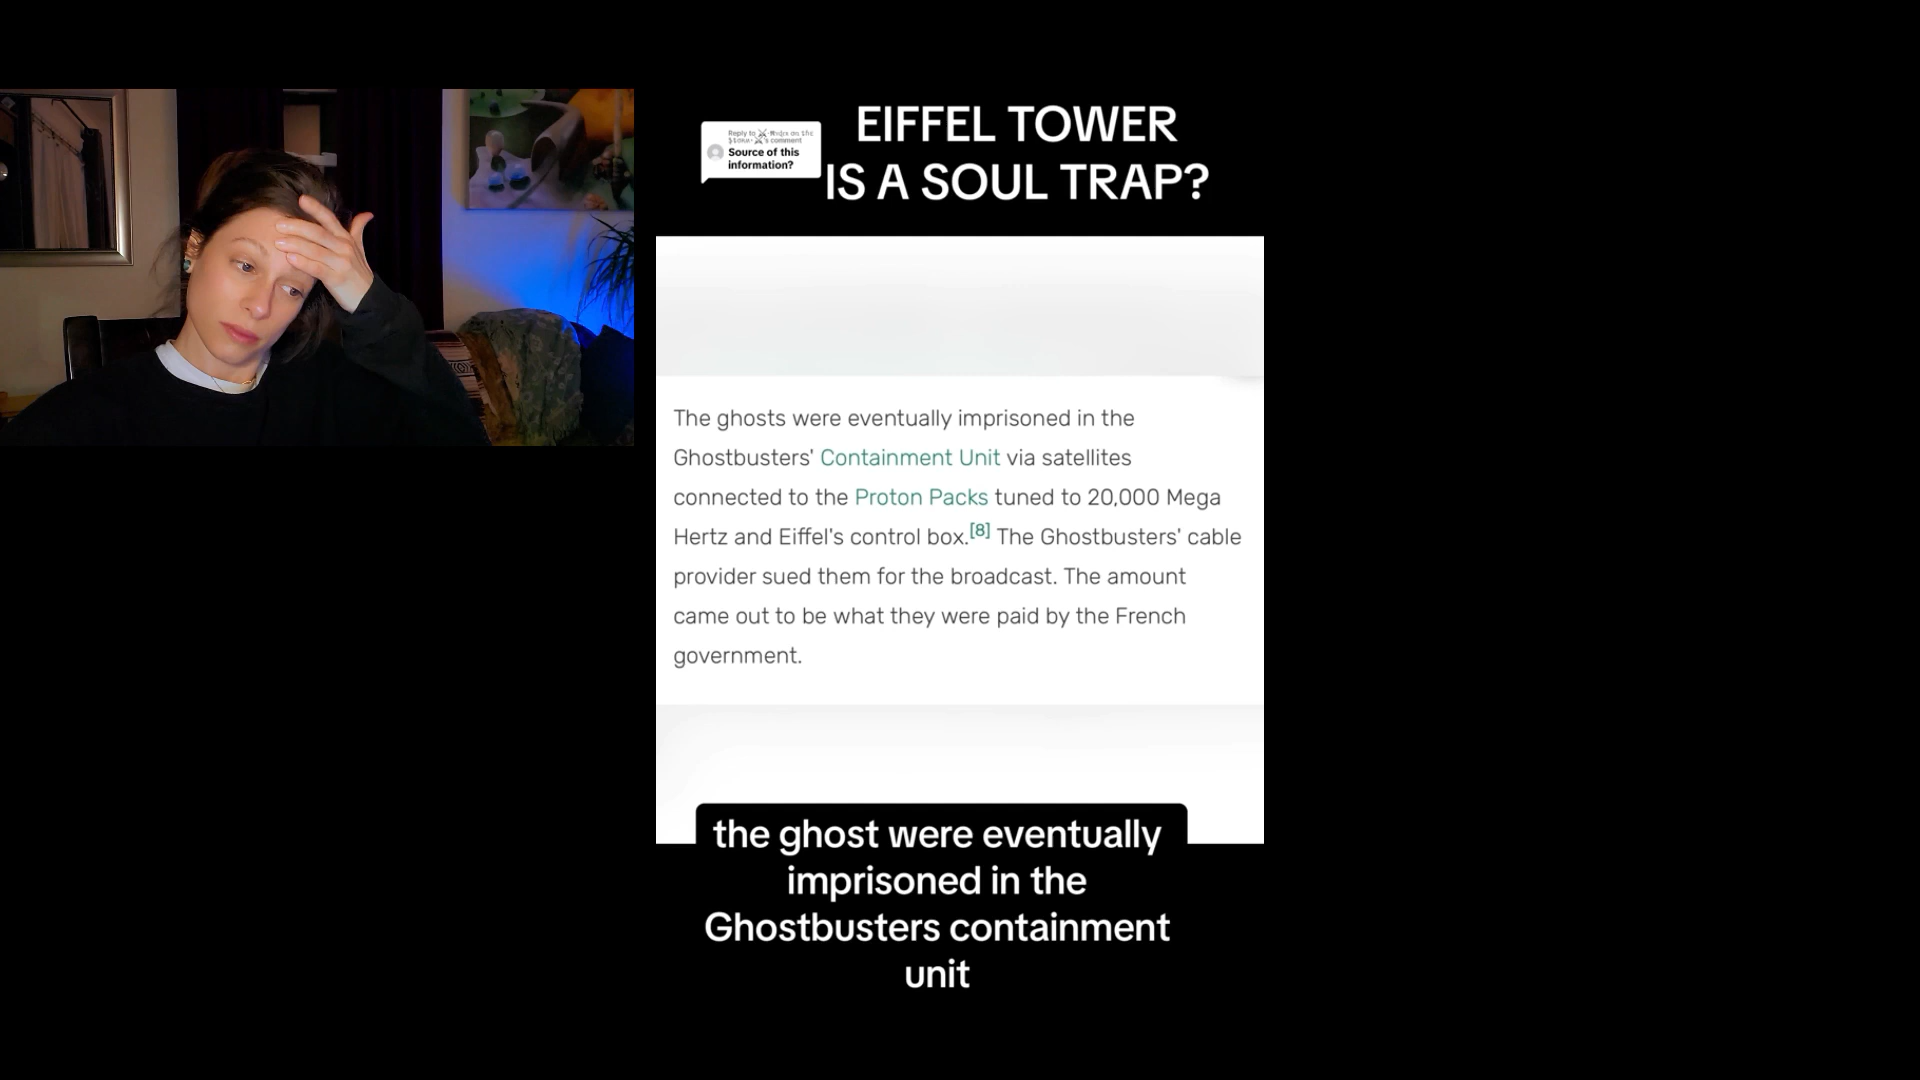 EIFFEL TOWER
IS A SOUL TRAP?
Reply to
's comment
Source of this
information?
The ghosts were eventually imprisoned in the
Ghostbusters' Containment Unit via satellites
connected to the Proton Packs tuned to 20,000 Mega
Hertz and Eiffel's control box.[8] The Ghostbusters' cable
provider sued them for the broadcast. The amount
came out to be what they were paid by the French
government.
the ghost were eventually
imprisoned in the
Ghostbusters containment
unit